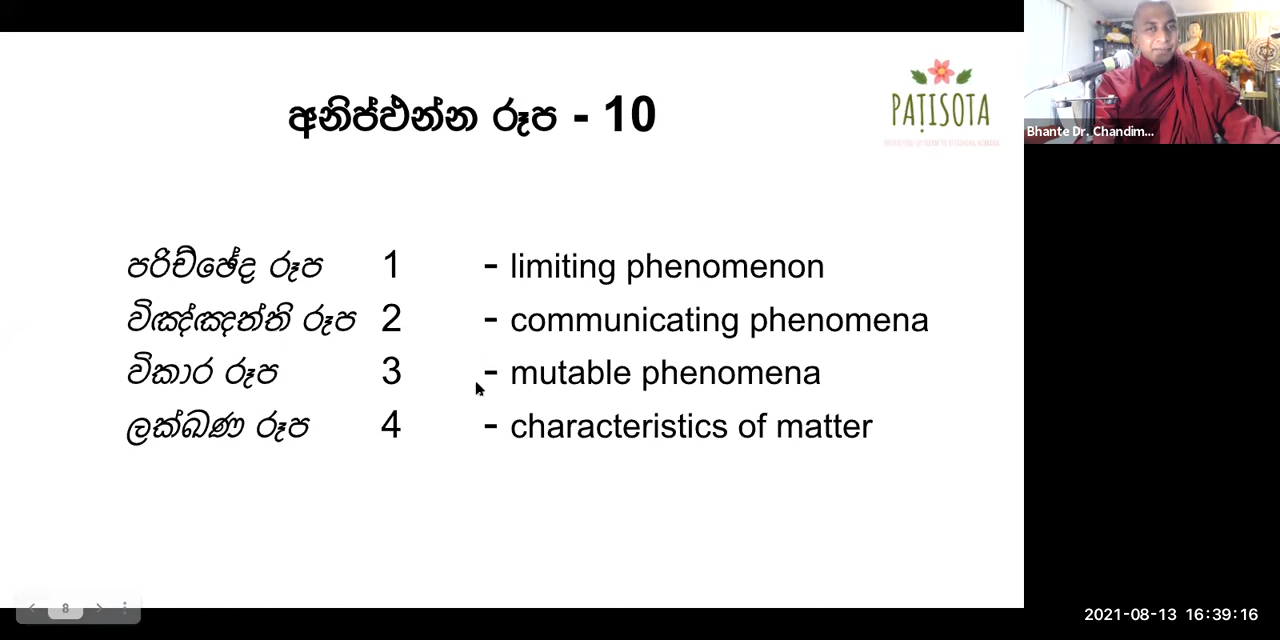 අනිප්ඵන්න රූප - 10
PAṬISOTA
Bhante Dr. Chandim...
පරිච්ඡේද රූප 1 - limiting phenomenon
විඤ්ඤත්ති රූප 2 - communicating phenomena
විකාර රූප 3 - mutable phenomena
ලක්ඛණ රූප 4 - characteristics of matter
8
2021-08-13 16:39:16